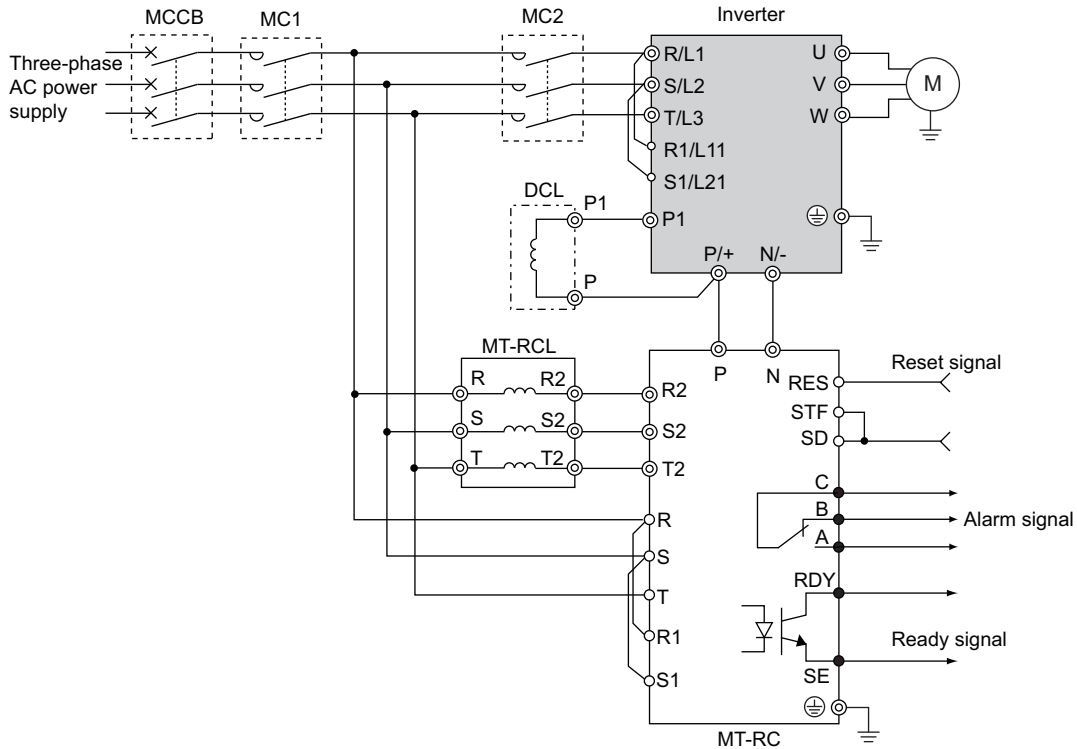 MCCB
MC1
MC2
Inverter
Three-phase
AC power
supply
R/L1
S/L2
T/L3
R1/L11
S1/L21
U
V
W
M
DCL
P1
P
P1
P/+
N/-
MT-RCL
R
R2
S
S2
T
T2
P
N
R2
S2
T2
R
S
T
R1
S1
RES
STF
SD
C
B
A
RDY
SE
Reset signal
Alarm signal
Ready signal
MT-RC